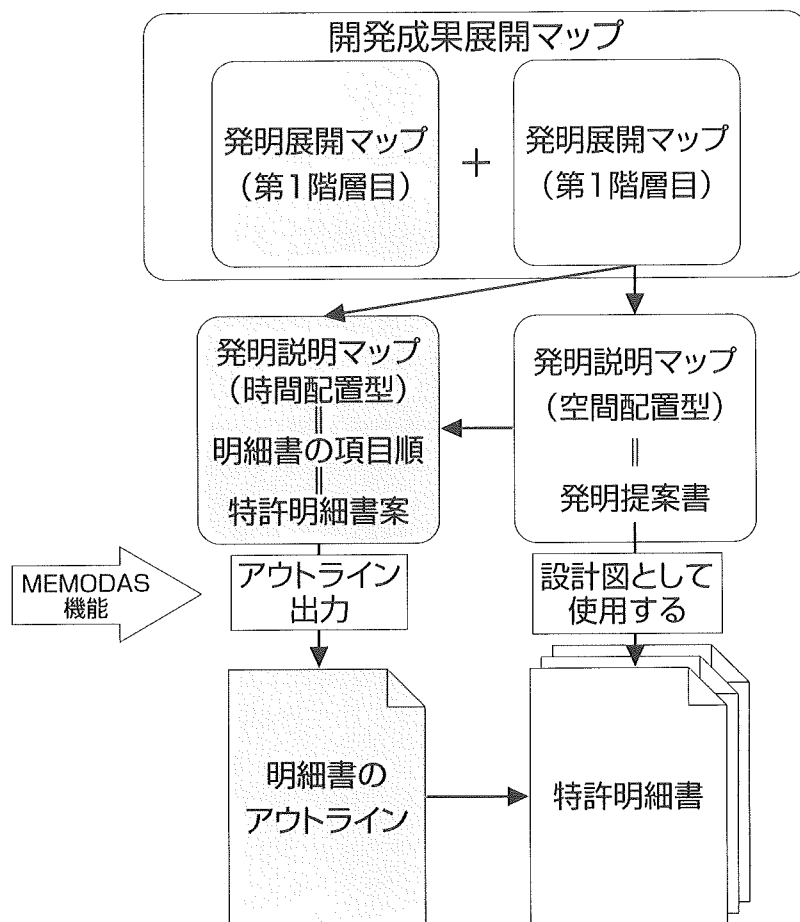 開発成果展開マップ
発明展開マップ
（第1階層目）
＋
発明展開マップ
（第1階層目）
発明説明マップ
（時間配置型）
＝
明細書の項目順
＝
特許明細書案
発明説明マップ
（空間配置型）
＝
発明提案書
MEMODAS
機能
アウトライン
出力
設計図として
使用する
明細書の
アウトライン
特許明細書